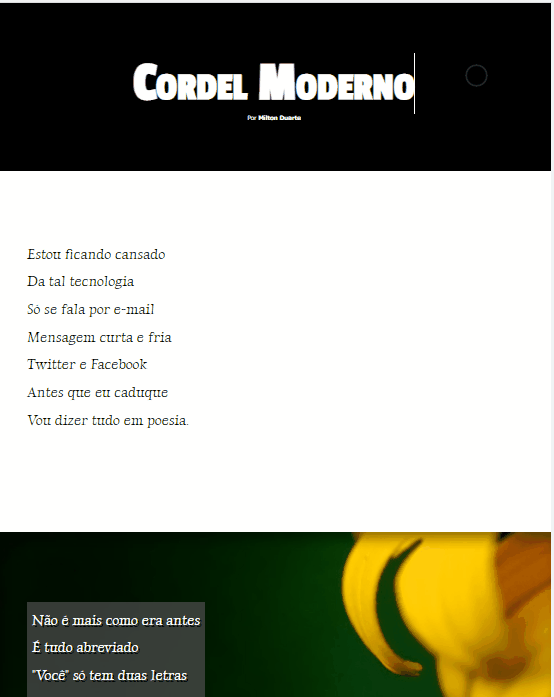 Cordel Moderno
Por Milton Duarte
Estou ficando cansado
Da tal tecnologia
Só se fala por e-mail
Mensagem curta e fria
Twitter e Facebook
Antes que eu caduque
Vou dizer tudo em poesia.
Não é mais como era antes
É tudo abreviado
"Você" só tem duas letras